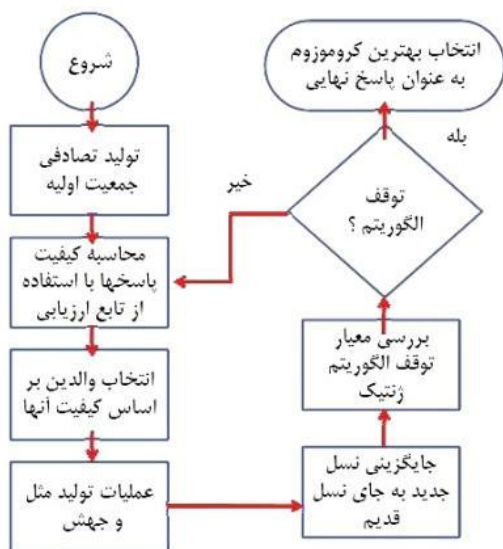 شروع
تولید تصادفی
جمعیت اولیه
محاسبه کیفیت
پاسخها با استفاده
از تابع ارزیابی
انتخاب والدین بر
اساس کیفیت آنها
عملیات تولید مثل
و جهش
جایگزینی نسل
جدید به جای نسل
قدیم
بررسی معیار
توقف الگوریتم
ژنتیک
توقف
الگوریتم ؟
خیر
بله
انتخاب بهترین کروموزوم
به عنوان پاسخ نهایی